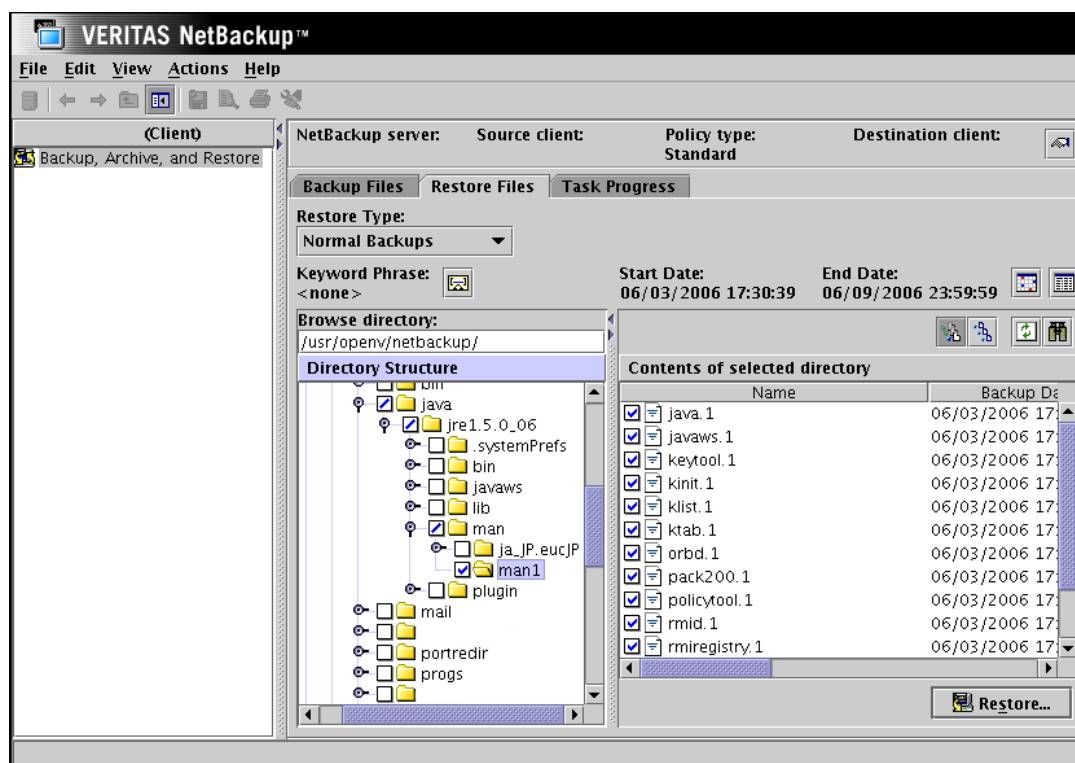 VERITAS NetBackup™
File Edit View Actions Help
(Client)
Backup, Archive, and Restore
NetBackup server: Source client: Policy type: Destination client:
Standard
Backup Files Restore Files Task Progress
Restore Type:
Normal Backups
Keyword Phrase: Start Date: End Date:
<none> 06/03/2006 17:30:39 06/09/2006 23:59:59
Browse directory:
/usr/openv/netbackup/
Directory Structure Contents of selected directory
Name Backup Da
bin
java
jre1.5.0_06
.systemPrefs
bin
javaws
lib
man
ja_JP.eucJP
man1
plugin
mail
portredir
progs
java.1 06/03/2006 17:
javaws.1 06/03/2006 17:
keytool.1 06/03/2006 17:
kinit.1 06/03/2006 17:
klist.1 06/03/2006 17:
ktab.1 06/03/2006 17:
orbd.1 06/03/2006 17:
pack200.1 06/03/2006 17:
policytool.1 06/03/2006 17:
rmid.1 06/03/2006 17:
rmiregistry.1 06/03/2006 17:
Restore...